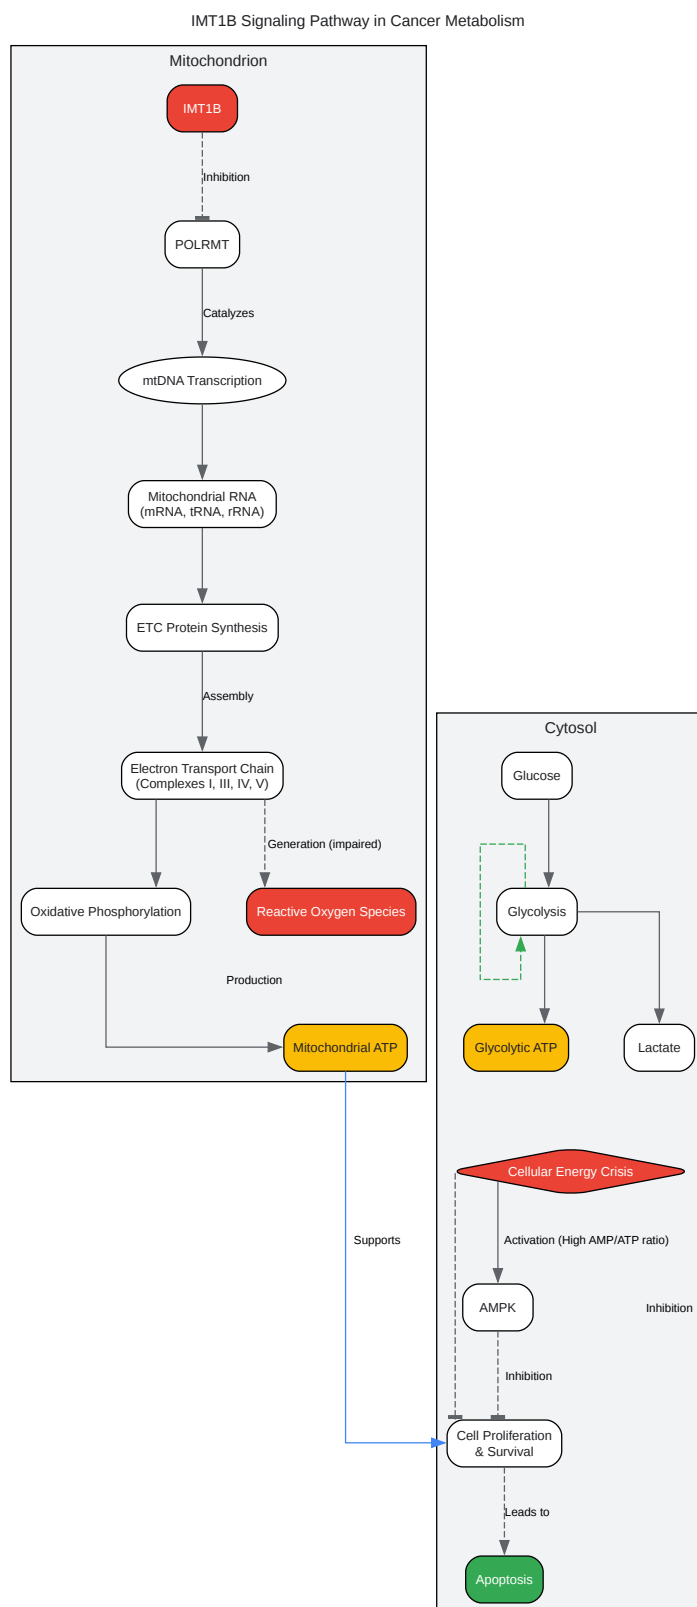 IMT1B Signaling Pathway in Cancer Metabolism
Mitochondrion
IMT1B
Inhibition
POLRMT
Catalyzes
mtDNA Transcription
Mitochondrial RNA
(mRNA, tRNA, rRNA)
ETC Protein Synthesis
Assembly
Electron Transport Chain
(Complexes I, III, IV, V)
Generation (impaired)
Oxidative Phosphorylation
Reactive Oxygen Species
Production
Mitochondrial ATP
Supports
Cytosol
Glucose
Glycolysis
Glycolytic ATP
Lactate
Cellular Energy Crisis
Activation (High AMP/ATP ratio)
AMPK
Inhibition
Inhibition
Cell Proliferation
& Survival
Leads to
Apoptosis